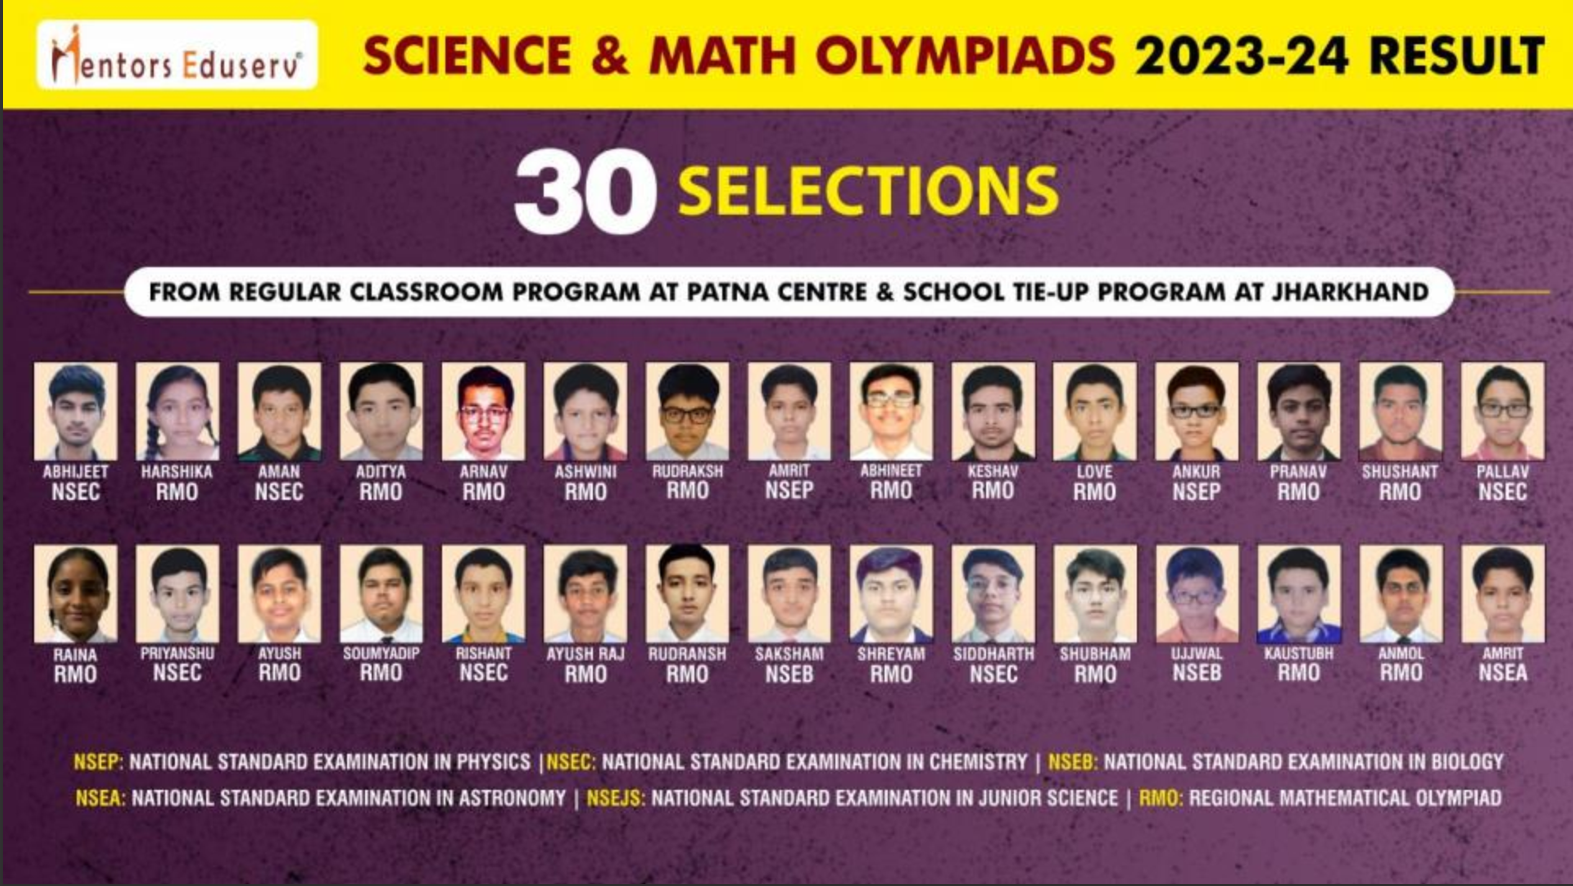 Mentors Eduserv®
SCIENCE & MATH OLYMPIADS 2023-24 RESULT
30 SELECTIONS
FROM REGULAR CLASSROOM PROGRAM AT PATNA CENTRE & SCHOOL TIE-UP PROGRAM AT JHARKHAND
ABHIJEET HARSHIKA AMAN ADITYA ARNAV ASHWINI RUDRAKSH AMRIT ABHINEET KESHAV LOVE ANKUR PRANAV SHUSHANT PALLAV
NSEC RMO NSEC RMO RMO RMO RMO NSEP RMO RMO RMO NSEP RMO RMO NSEC
RAINA PRIYANSHU AYUSH SOUMYADIP RISHANT AYUSH RAJ RUDRANSH SAKSHAM SHREYAM SIDDHARTH SHUBHAM UJJWAL KAUSTUBH ANMOL AMRIT
RMO NSEC RMO RMO NSEC RMO RMO NSEB RMO NSEC RMO NSEB RMO RMO NSEA
NSEP: NATIONAL STANDARD EXAMINATION IN PHYSICS | NSEC: NATIONAL STANDARD EXAMINATION IN CHEMISTRY | NSEB: NATIONAL STANDARD EXAMINATION IN BIOLOGY
NSEA: NATIONAL STANDARD EXAMINATION IN ASTRONOMY | NSEJS: NATIONAL STANDARD EXAMINATION IN JUNIOR SCIENCE | RMO: REGIONAL MATHEMATICAL OLYMPIAD